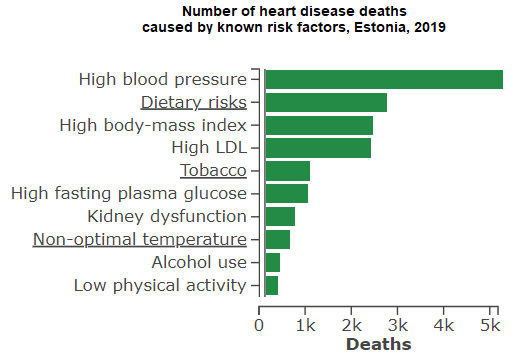 Number of heart disease deaths
caused by known risk factors, Estonia, 2019
High blood pressure
Dietary risks
High body-mass index
High LDL
Tobacco
High fasting plasma glucose
Kidney dysfunction
Non-optimal temperature
Alcohol use
Low physical activity
0 1k 2k 3k 4k 5k
Deaths